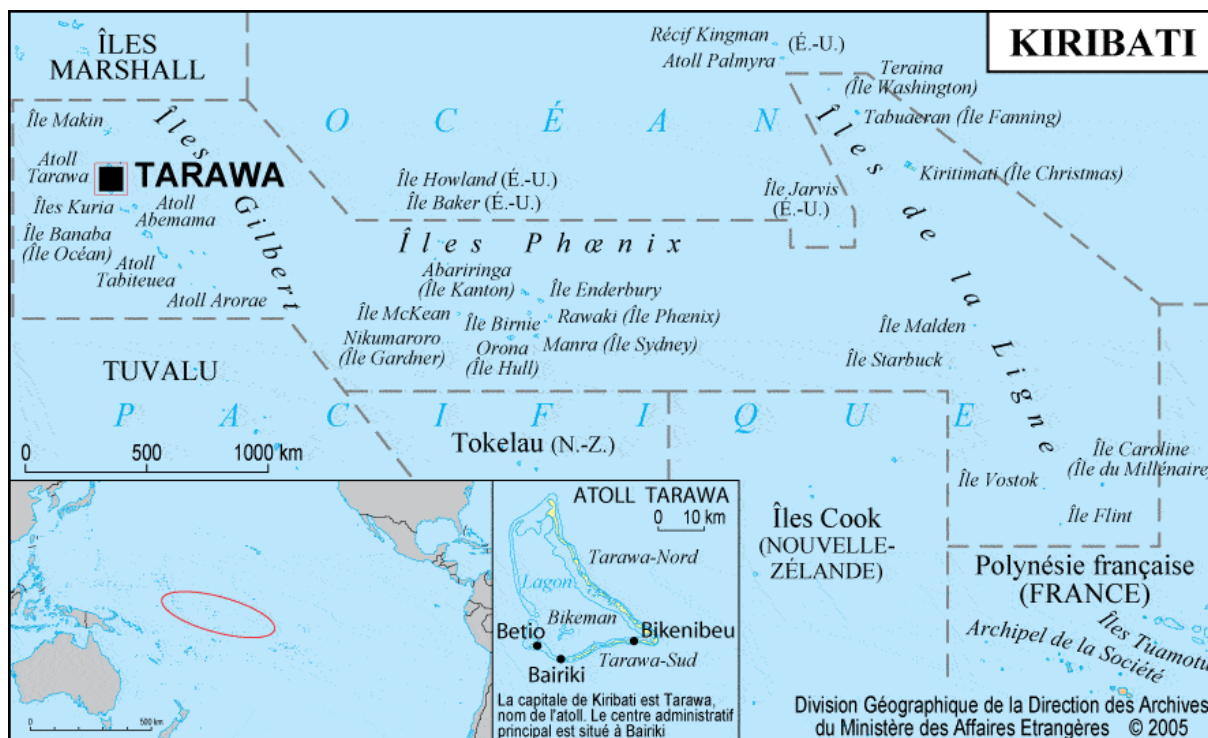 KIRIBATI
ÎLES
MARSHALL
Récif Kingman
Atoll Palmyra
(É.-U.)
Teraina
(Île Washington)
Tabuaeran (Île Fanning)
Kiritimati (Île Christmas)
OCÉAN
Île Makin
Îles Gilbert
Atoll
Tarawa
TARAWA
Îles Kuria
Atoll
Abemama
Île Banaba
(Île Océan)
Atoll
Tabiteuea
Atoll Arorae
Île Howland (É.-U.)
Île Baker (É.-U.)
Île Jarvis
(É.-U.)
Îles de la Ligne
Îles Phœnix
Abariringa
(Île Kanton)
Île Enderbury
Île McKean
Île Birnie
Rawaki (Île Phœnix)
Nikumaroro
(Île Gardner)
Orona
(Île Hull)
Manra (Île Sydney)
Île Malden
Île Starbuck
TUVALU
PACIFIQUE
0 500 1000 km
Tokelau (N.-Z.)
Île Caroline
(Île du Millénaire)
Île Vostok
Île Flint
Îles Cook
(NOUVELLE-
ZÉLANDE)
Polynésie française
(FRANCE)
Îles Tuamotu
Archipel de la
Société
ATOLL TARAWA
0 10 km
Tarawa-Nord
Lagon
Bikeman
Betio
Bikenibeu
Bairiki
Tarawa-Sud
La capitale de Kiribati est Tarawa,
nom de l'atoll. Le centre administratif
principal est situé à Bairiki
0 500 km
Division Géographique de la Direction des Archives
du Ministère des Affaires Etrangères © 2005